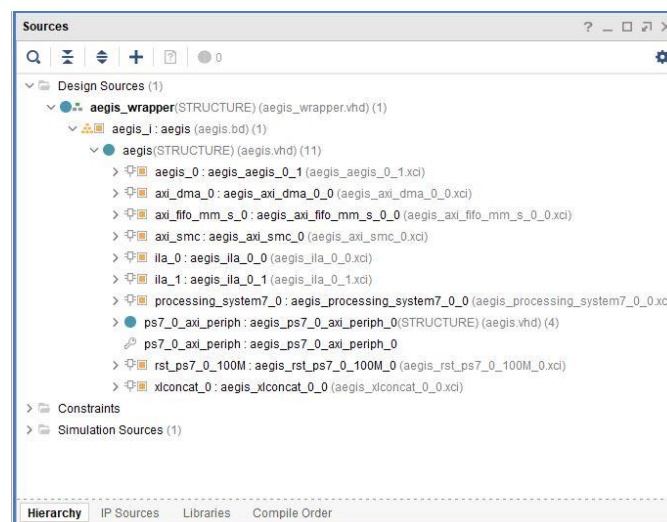 Sources
? _
0
Design Sources (1)
aegis_wrapper(STRUCTURE) (aegis_wrapper.vhd) (1)
aegis_i : aegis (aegis.bd) (1)
aegis(STRUCTURE) (aegis.vhd) (11)
aegis_0 : aegis_aegis_0_1 (aegis_aegis_0_1.xci)
axi_dma_0 : aegis_axi_dma_0_0 (aegis_axi_dma_0_0.xci)
axi_fifo_mm_s_0 : aegis_axi_fifo_mm_s_0_0 (aegis_axi_fifo_mm_s_0_0.xci)
axi_smc : aegis_axi_smc_0 (aegis_axi_smc_0.xci)
ila_0 : aegis_ila_0_0 (aegis_ila_0_0.xci)
ila_1 : aegis_ila_0_1 (aegis_ila_0_1.xci)
processing_system7_0 : aegis_processing_system7_0_0 (aegis_processing_system7_0_0.xc
ps7_0_axi_periph : aegis_ps7_0_axi_periph_0(STRUCTURE) (aegis.vhd) (4)
ps7_0_axi_periph : aegis_ps7_0_axi_periph_0
rst_ps7_0_100M : aegis_rst_ps7_0_100M_0 (aegis_rst_ps7_0_100M_0.xci)
xlconcat_0 : aegis_xlconcat_0_0 (aegis_xlconcat_0_0.xci)
Constraints
Simulation Sources (1)
Hierarchy IP Sources Libraries Compile Order